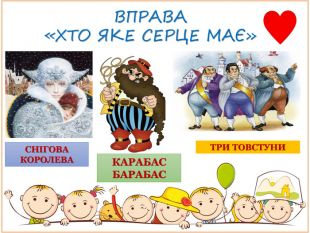 ВПРАВА
«ХТО ЯКЕ СЕРЦЕ МАЄ»
СНІГОВА
КОРОЛЕВА
КАРАБАС
БАРАБАС
ТРИ ТОВСТУНИ